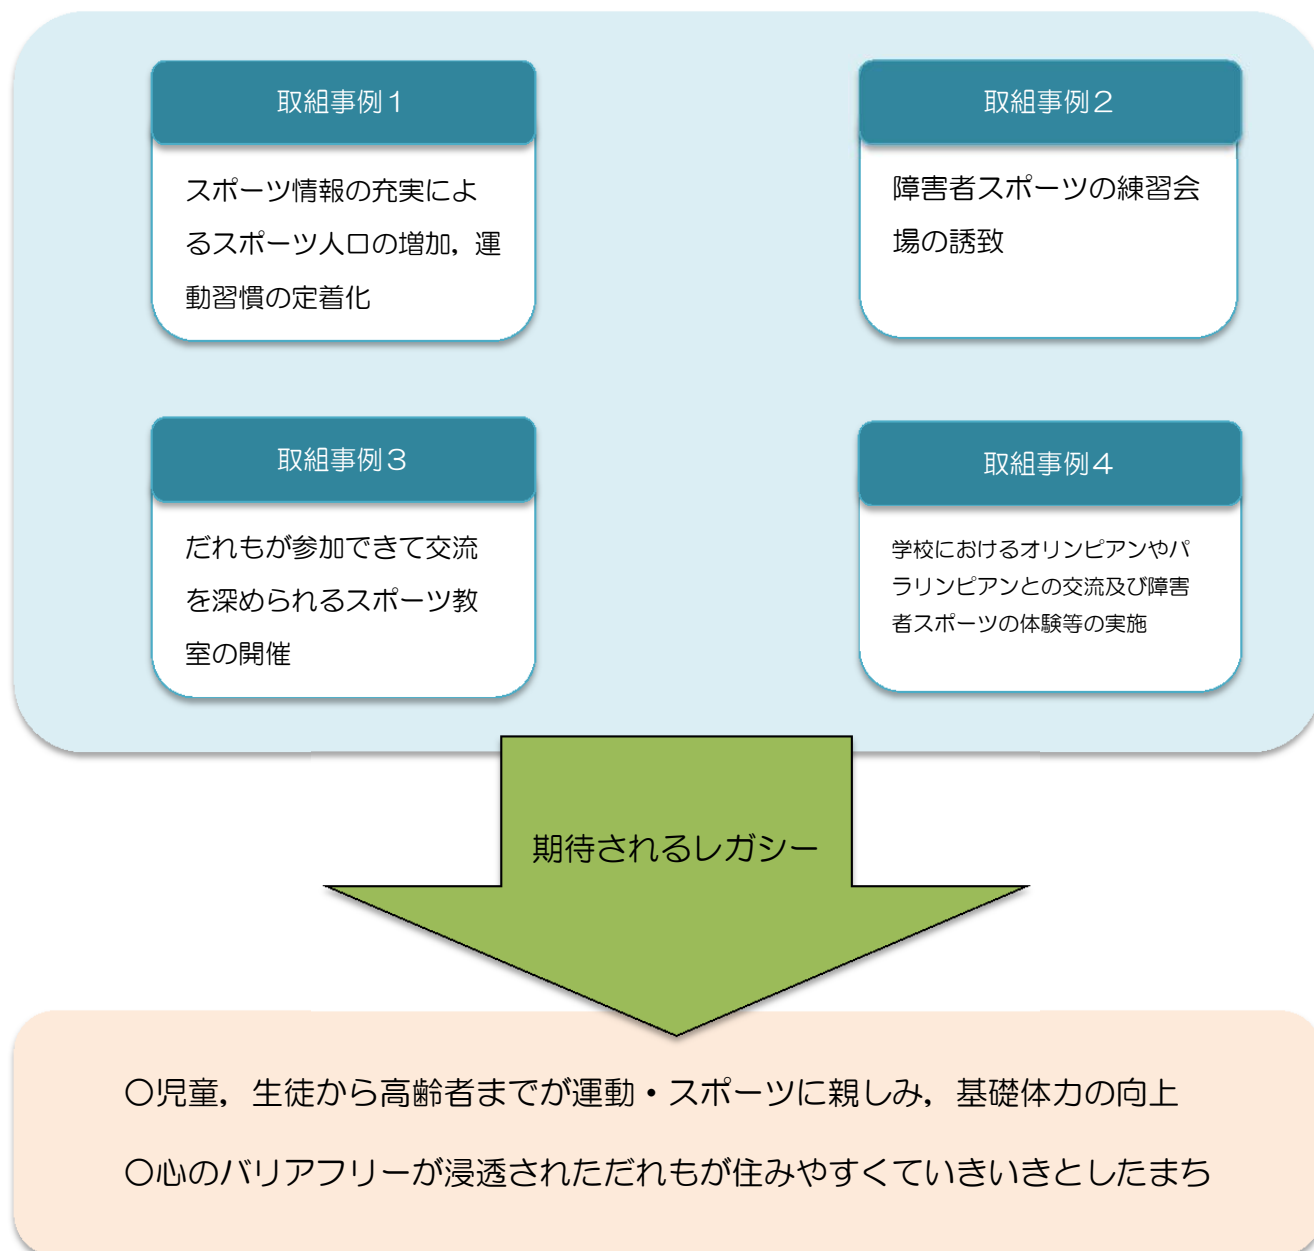 取組事例１
スポーツ情報の充実によ
るスポーツ人口の増加，運
動習慣の定着化
取組事例２
障害者スポーツの練習会
場の誘致
取組事例３
だれもが参加できて交流
を深められるスポーツ教
室の開催
取組事例４
学校におけるオリンピアンやパ
ラリンピアンとの交流及び障害
者スポーツの体験等の実施
期待されるレガシー
○児童，生徒から高齢者までが運動・スポーツに親しみ，基礎体力の向上
○心のバリアフリーが浸透されただれもが住みやすくていきいきとしたまち